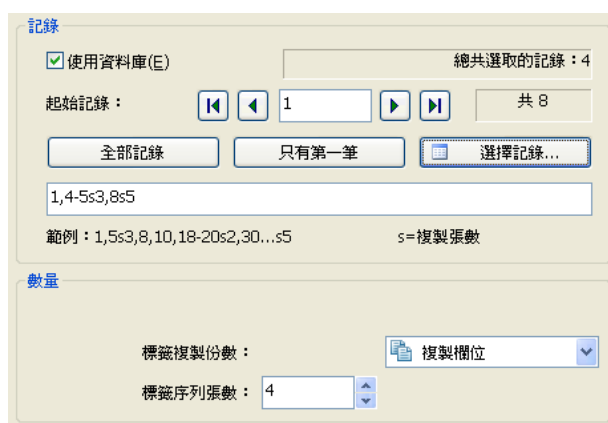 記錄
使用資料庫(E)
總共選取的記錄：4
起始記錄：
1
共 8
全部記錄
只有第一筆
選擇記錄...
1,4-5s3,8s5
範例：1,5s3,8,10,18-20s2,30...s5
s=複製張數
數量
標籤複製份數：
複製欄位
標籤序列張數：
4